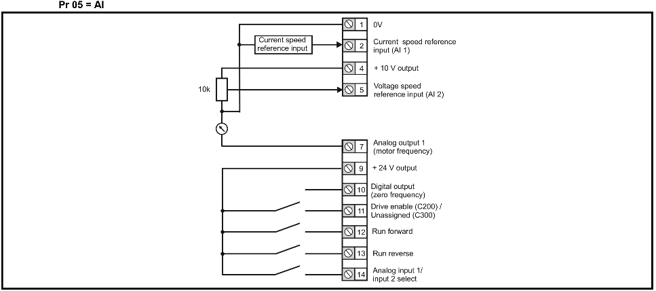 Pr 05 = AI
1 0V
Current speed
reference input
2 Current speed reference
input (AI 1)
4 + 10 V output
10k
5 Voltage speed
reference input (AI 2)
7 Analog output 1
(motor frequency)
9 + 24 V output
10 Digital output
(zero frequency)
11 Drive enable (C200) /
Unassigned (C300)
12 Run forward
13 Run reverse
14 Analog input 1/
input 2 select